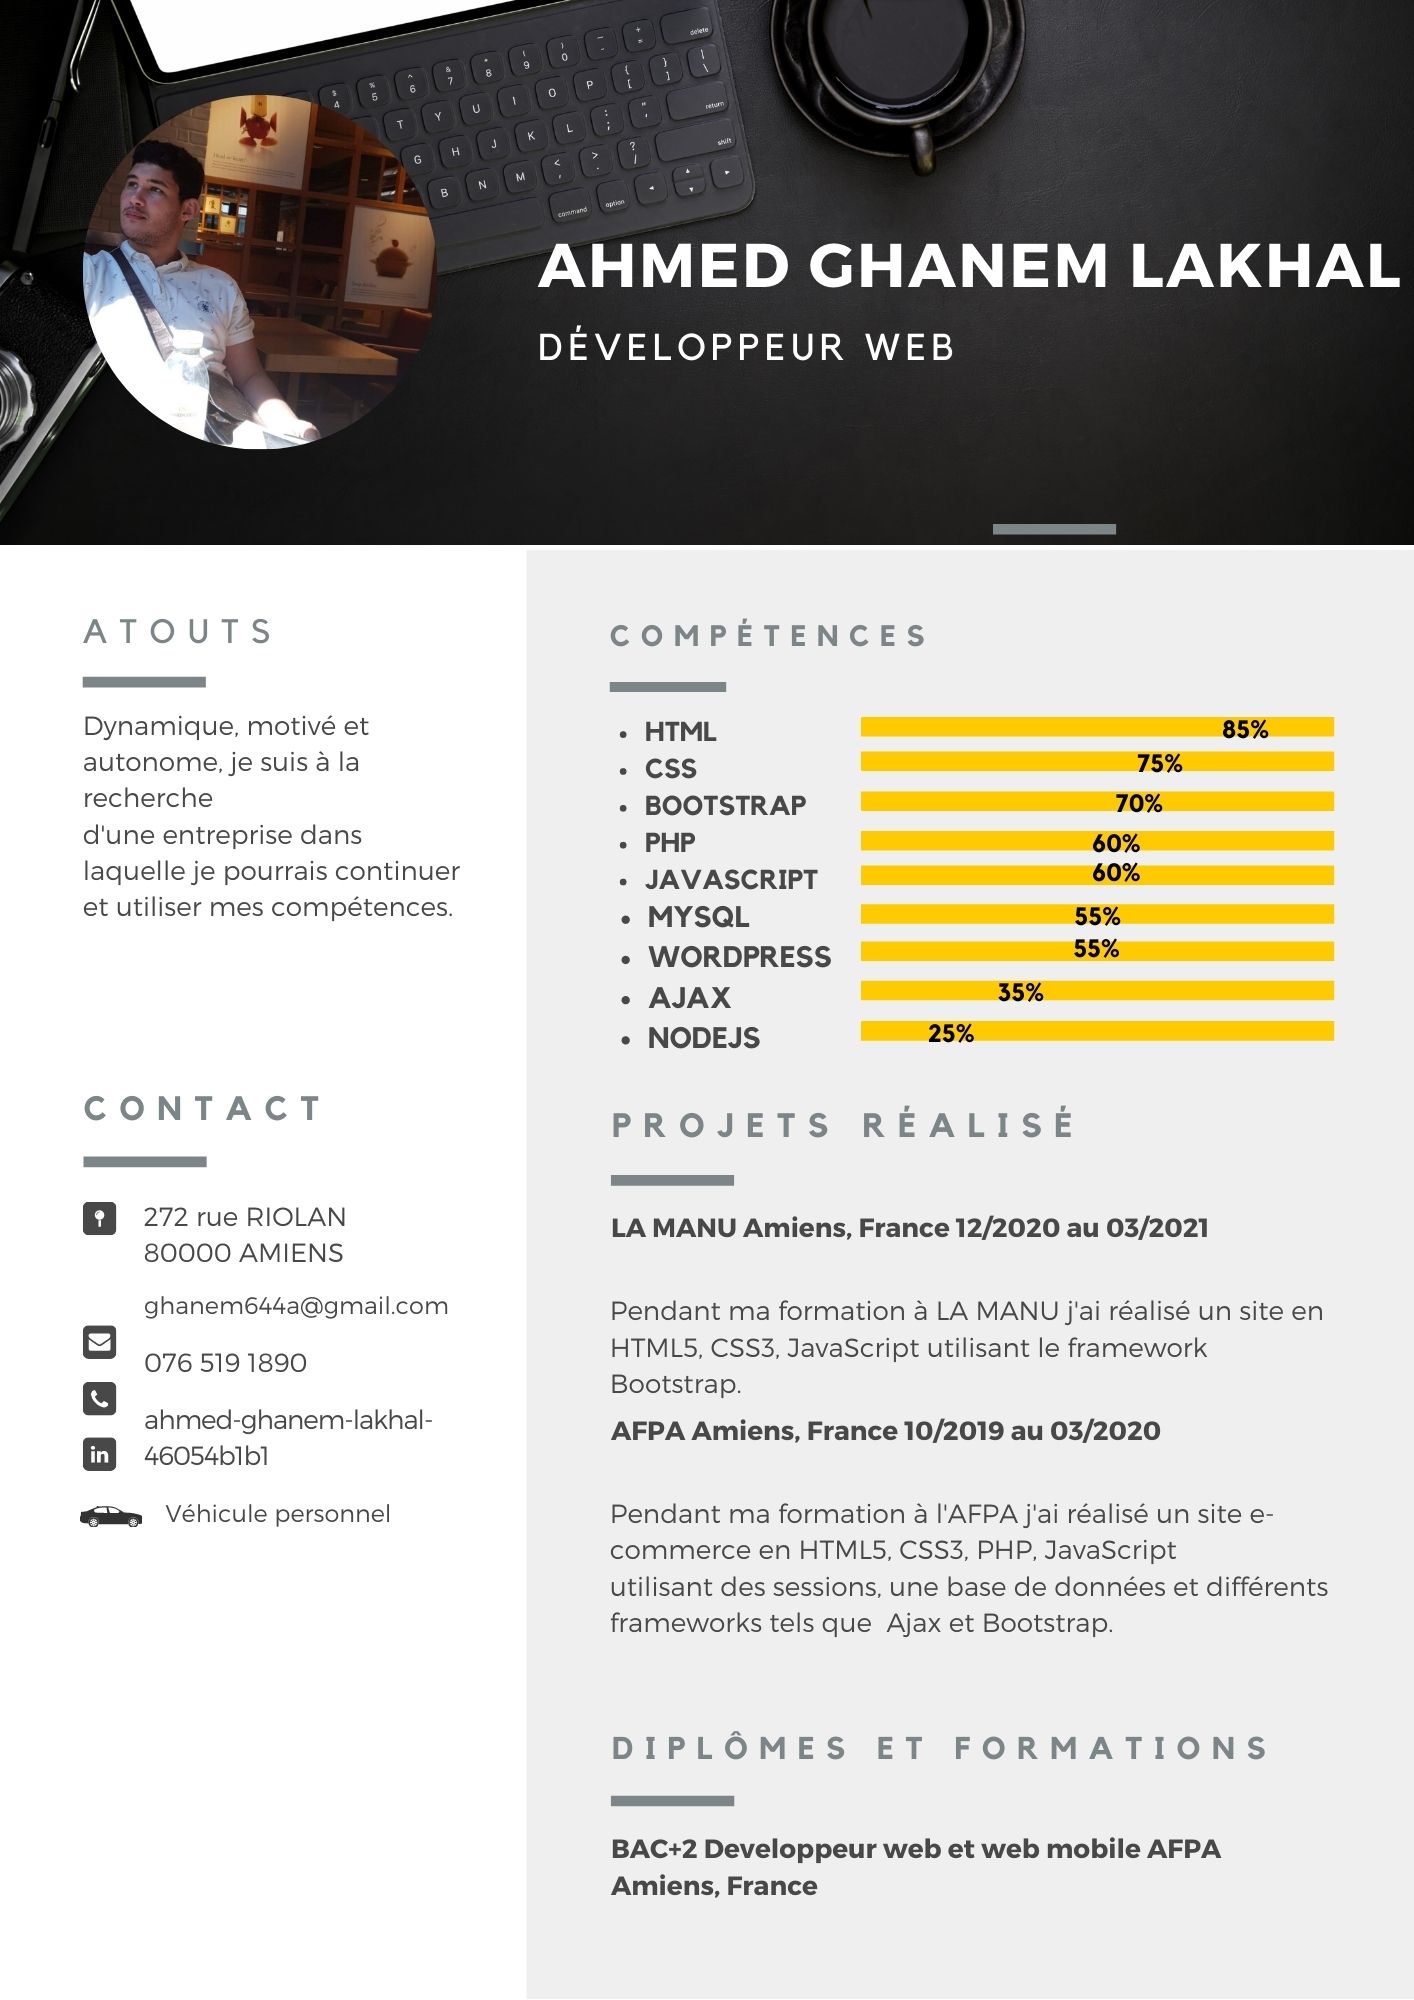 AHMED GHANEM LAKHAL
DÉVELOPPEUR WEB
ATOUTS
Dynamique, motivé et
autonome, je suis à la
recherche
d'une entreprise dans
laquelle je pourrais continuer
et utiliser mes compétences.
CONTACT
272 rue RIOLAN
80000 AMIENS
ghanem644a@gmail.com
076 519 1890
ahmed-ghanem-lakhal-
46054b1b1
Véhicule personnel
COMPÉTENCES
• HTML 85%
• CSS 75%
• BOOTSTRAP 70%
• PHP 60%
• JAVASCRIPT 60%
• MYSQL 55%
• WORDPRESS 55%
• AJAX 35%
• NODEJS 25%
PROJETS RÉALISÉ
LA MANU Amiens, France 12/2020 au 03/2021
Pendant ma formation à LA MANU j'ai réalisé un site en
HTML5, CSS3, JavaScript utilisant le framework
Bootstrap.
AFPA Amiens, France 10/2019 au 03/2020
Pendant ma formation à l'AFPA j'ai réalisé un site e-
commerce en HTML5, CSS3, PHP, JavaScript
utilisant des sessions, une base de données et différents
frameworks tels que  Ajax et Bootstrap.
DIPLÔMES ET FORMATIONS
BAC+2 Developpeur web et web mobile AFPA
Amiens, France